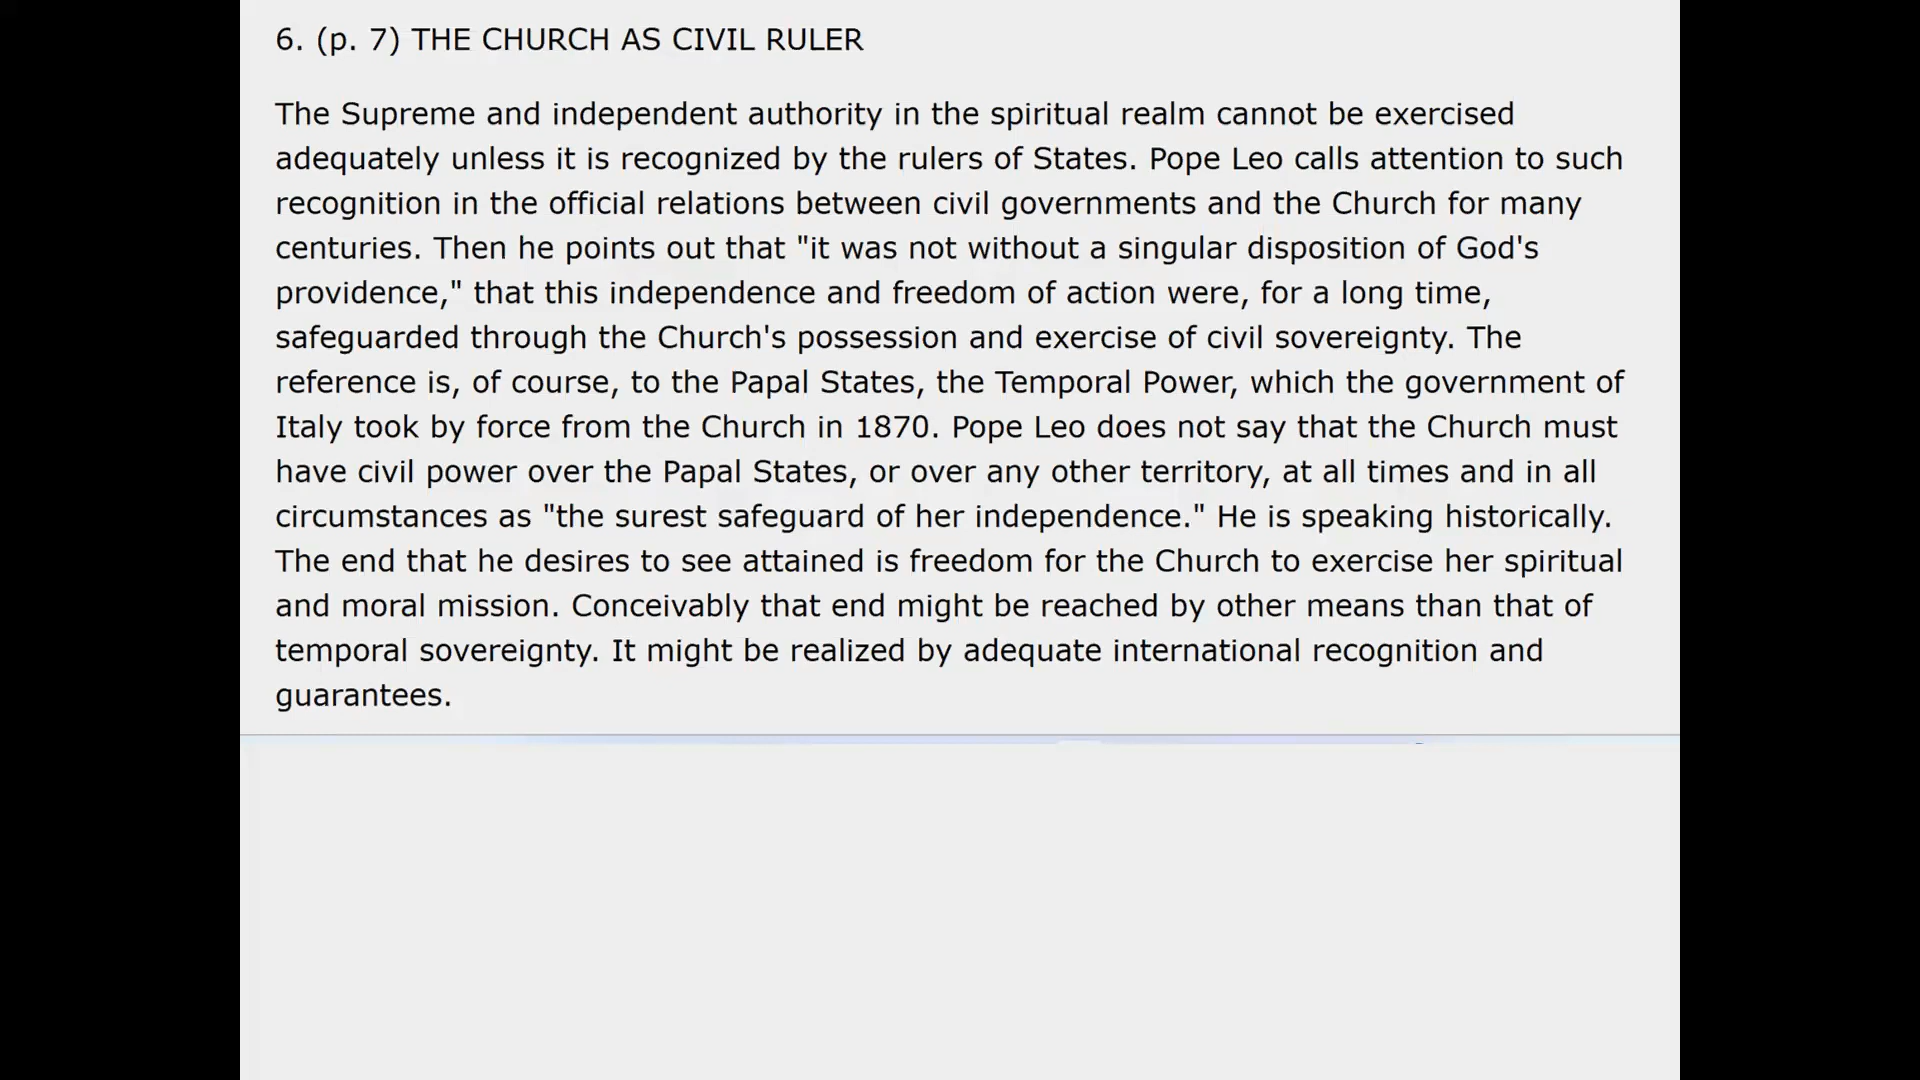 6. (p. 7) THE CHURCH AS CIVIL RULER
The Supreme and independent authority in the spiritual realm cannot be exercised
adequately unless it is recognized by the rulers of States. Pope Leo calls attention to such
recognition in the official relations between civil governments and the Church for many
centuries. Then he points out that "it was not without a singular disposition of God's
providence," that this independence and freedom of action were, for a long time,
safeguarded through the Church's possession and exercise of civil sovereignty. The
reference is, of course, to the Papal States, the Temporal Power, which the government of
Italy took by force from the Church in 1870. Pope Leo does not say that the Church must
have civil power over the Papal States, or over any other territory, at all times and in all
circumstances as "the surest safeguard of her independence." He is speaking historically.
The end that he desires to see attained is freedom for the Church to exercise her spiritual
and moral mission. Conceivably that end might be reached by other means than that of
temporal sovereignty. It might be realized by adequate international recognition and
guarantees.